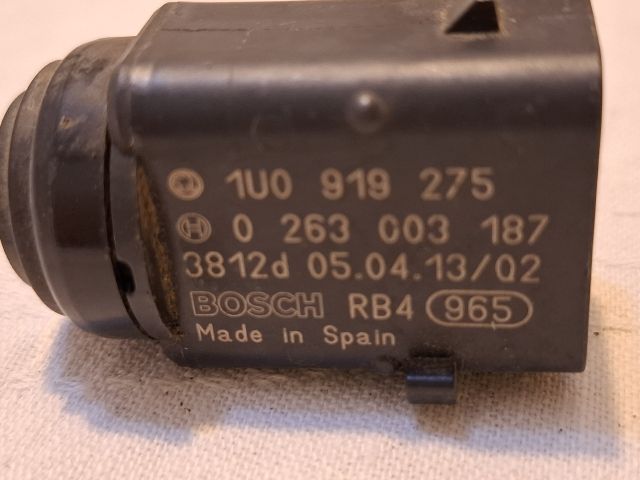 1U0 919 275
0 263 003 187
3812d 05.04.13/02
BOSCH RB4 965
Made in Spain